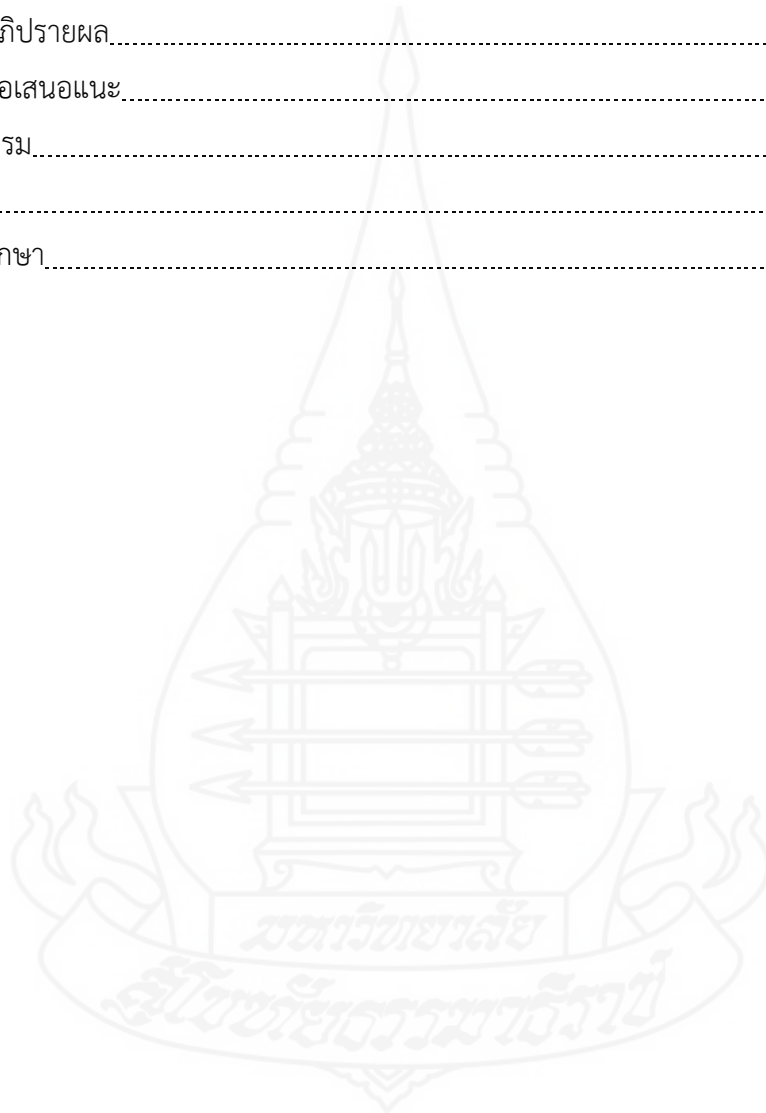 ภิปรายผล
อเสนอแนะ
รม
กษา
มหาวิทยาลัย
สุโขทัยธรรมาธิราช